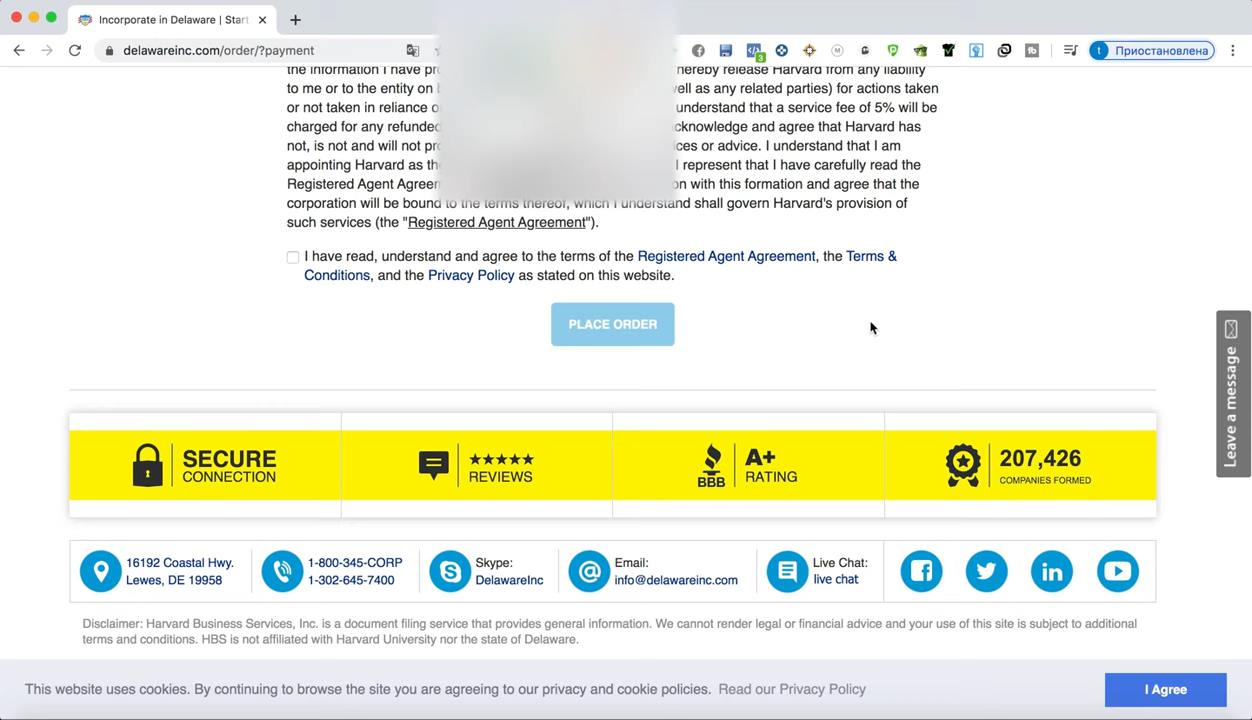 Incorporate in Delaware | Start
delawareinc.com/order/?payment
Приостановлена
the information I have hereby release Harvard from any liability
to me or to the entity on well as any related parties) for actions taken
or not taken in reliance understand that a service fee of 5% will be
charged for any refunded acknowledge and agree that Harvard has
not, is not and will not or advice. I understand that I am
appointing Harvard as I represent that I have carefully read the
Registered Agent with this formation and agree that the
corporation will be bound to the terms thereof, which I understand shall govern Harvard's provision of
such services (the "Registered Agent Agreement").
I have read, understand and agree to the terms of the Registered Agent Agreement, the Terms &
Conditions, and the Privacy Policy as stated on this website.
PLACE ORDER
Leave a message
SECURE
CONNECTION
★★★★★
REVIEWS
BBB
A+
RATING
207,426
COMPANIES FORMED
16192 Coastal Hwy.
Lewes, DE 19958
1-800-345-CORP
1-302-645-7400
Skype:
DelawareInc
Email:
info@delawareinc.com
Live Chat:
live chat
Disclaimer: Harvard Business Services, Inc. is a document filing service that provides general information. We cannot render legal or financial advice and your use of this site is subject to additional
terms and conditions. HBS is not affiliated with Harvard University nor the state of Delaware.
This website uses cookies. By continuing to browse the site you are agreeing to our privacy and cookie policies. Read our Privacy Policy
I Agree